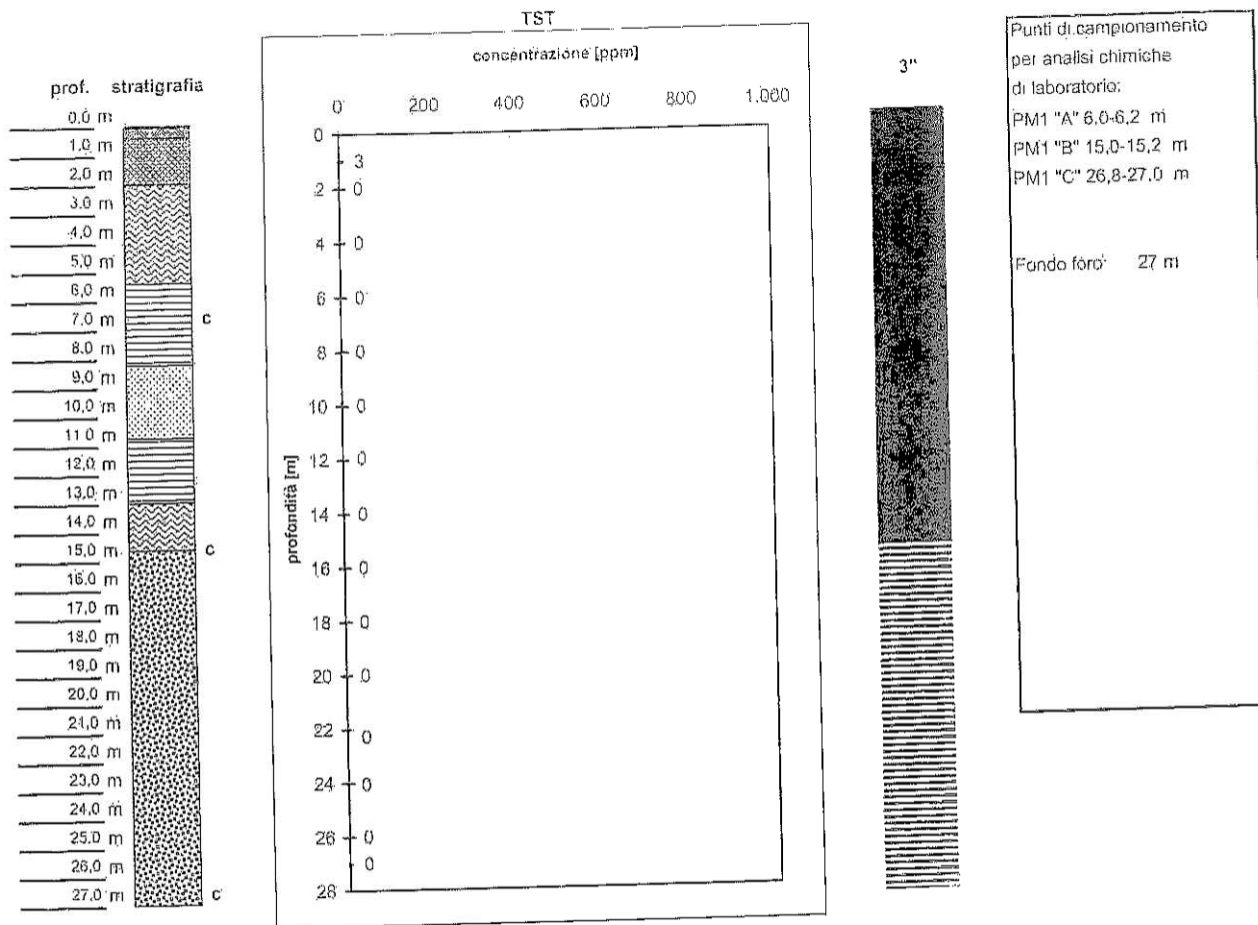 TST
concentrazione [ppm]
0 200 400 600 800 1.000
prof. stratigrafia
0,0 m
1,0 m
2,0 m
3,0 m
4,0 m
5,0 m
6,0 m
7,0 m c
8,0 m
9,0 m
10,0 m
11,0 m
12,0 m
13,0 m
14,0 m
15,0 m c
16,0 m
17,0 m
18,0 m
19,0 m
20,0 m
21,0 m
22,0 m
23,0 m
24,0 m
25,0 m
26,0 m
27,0 m c
profondità [m]
0
3
2 0
4 0
6 0
8 0
10 0
12 0
14 0
16 0
18 0
20 0
22 0
24 0
26 0
0
28
3"
Punti di campionamento
per analisi chimiche
di laboratorio:
PM1 "A" 6,0-6,2 m
PM1 "B" 15,0-15,2 m
PM1 "C" 26,8-27,0 m
Fondo foro: 27 m